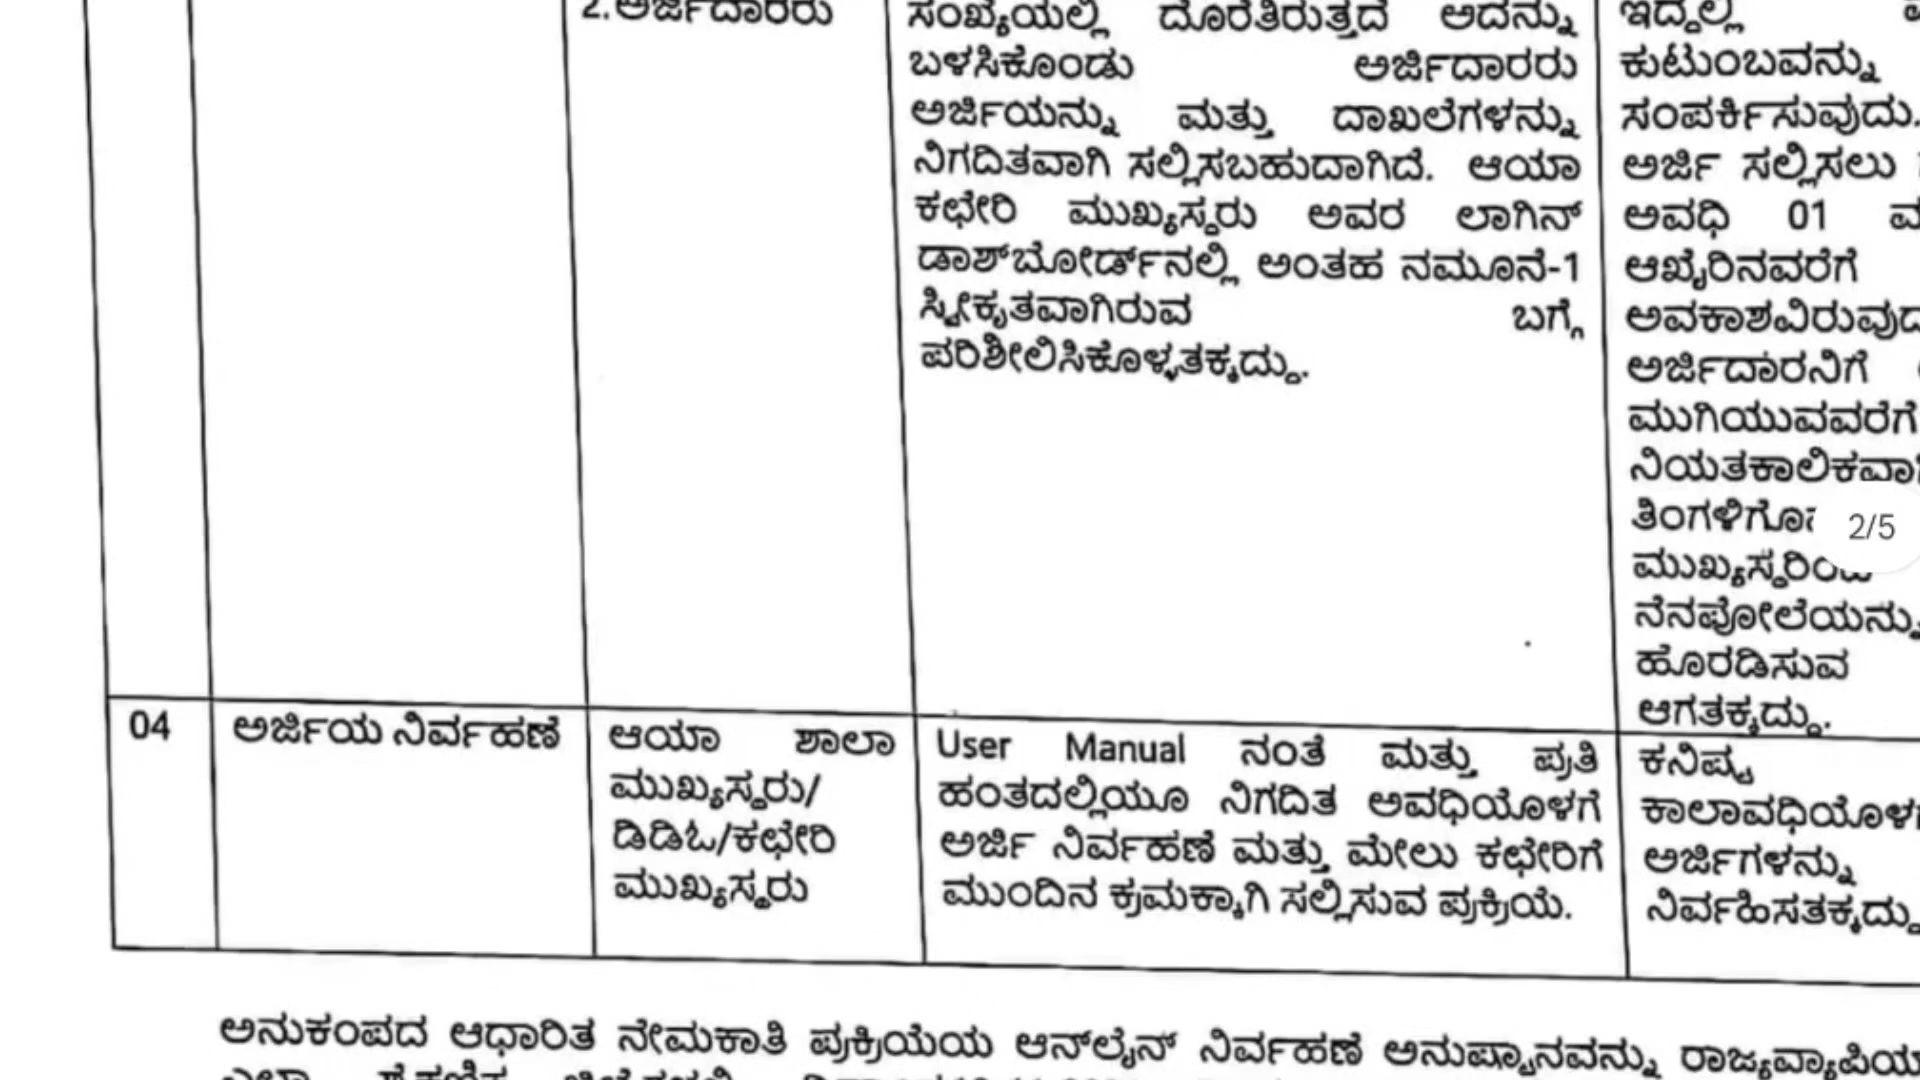 2.ಅರ್ಜಿದಾರರು
ಸಂಖ್ಯೆಯಲ್ಲಿ ದೊರೆತಿರುತ್ತದೆ ಅದನ್ನು
ಬಳಸಿಕೊಂಡು ಅರ್ಜಿದಾರರು
ಅರ್ಜಿಯನ್ನು ಮತ್ತು ದಾಖಲೆಗಳನ್ನು
ನಿಗದಿತವಾಗಿ ಸಲ್ಲಿಸಬಹುದಾಗಿದೆ. ಆಯಾ
ಕಛೇರಿ ಮುಖ್ಯಸ್ಥರು ಅವರ ಲಾಗಿನ್
ಡಾಶ್‌ಬೋರ್ಡ್‌ನಲ್ಲಿ ಅಂತಹ ನಮೂನೆ-1
ಸ್ವೀಕೃತವಾಗಿರುವ ಬಗ್ಗೆ
ಪರಿಶೀಲಿಸಿಕೊಳ್ಳತಕ್ಕದ್ದು.
ಇದ್ದಲ್ಲಿ
ಕುಟುಂಬವನ್ನು
ಸಂಪರ್ಕಿಸುವುದು.
ಅರ್ಜಿ ಸಲ್ಲಿಸಲು
ಅವಧಿ 01
ಆಖೈರಿನವರೆಗೆ
ಅವಕಾಶವಿರುವುದ
ಅರ್ಜಿದಾರನಿಗೆ
ಮುಗಿಯುವವರೆಗೆ
ನಿಯತಕಾಲಿಕವಾಗಿ
ಮುಖ್ಯಸ್ಥರಿಂದ
ನೆನಪೋಲೆಯನ್ನು
ಹೊರಡಿಸುವ
ಆಗತಕ್ಕದ್ದು.
2/5
04
ಅರ್ಜಿಯ ನಿರ್ವಹಣೆ
ಆಯಾ ಶಾಲಾ
ಮುಖ್ಯಸ್ಥರು/
ಡಿಡಿಓ/ಕಛೇರಿ
ಮುಖ್ಯಸ್ಥರು
User Manual ನಂತೆ ಮತ್ತು ಪ್ರತಿ
ಹಂತದಲ್ಲಿಯೂ ನಿಗದಿತ ಅವಧಿಯೊಳಗೆ
ಅರ್ಜಿ ನಿರ್ವಹಣೆ ಮತ್ತು ಮೇಲು ಕಛೇರಿಗೆ
ಮುಂದಿನ ಕ್ರಮಕ್ಕಾಗಿ ಸಲ್ಲಿಸುವ ಪ್ರಕ್ರಿಯೆ.
ಕನಿಷ್ಠ
ಕಾಲಾವಧಿಯೊಳಗೆ
ಅರ್ಜಿಗಳನ್ನು
ನಿರ್ವಹಿಸತಕ್ಕದ್ದು
ಅನುಕಂಪದ ಆಧಾರಿತ ನೇಮಕಾತಿ ಪ್ರಕ್ರಿಯೆಯ ಆನ್‌ಲೈನ್ ನಿರ್ವಹಣೆ ಅನುಷ್ಠಾನವನ್ನು ರಾಜ್ಯವ್ಯಾಪಿಯ